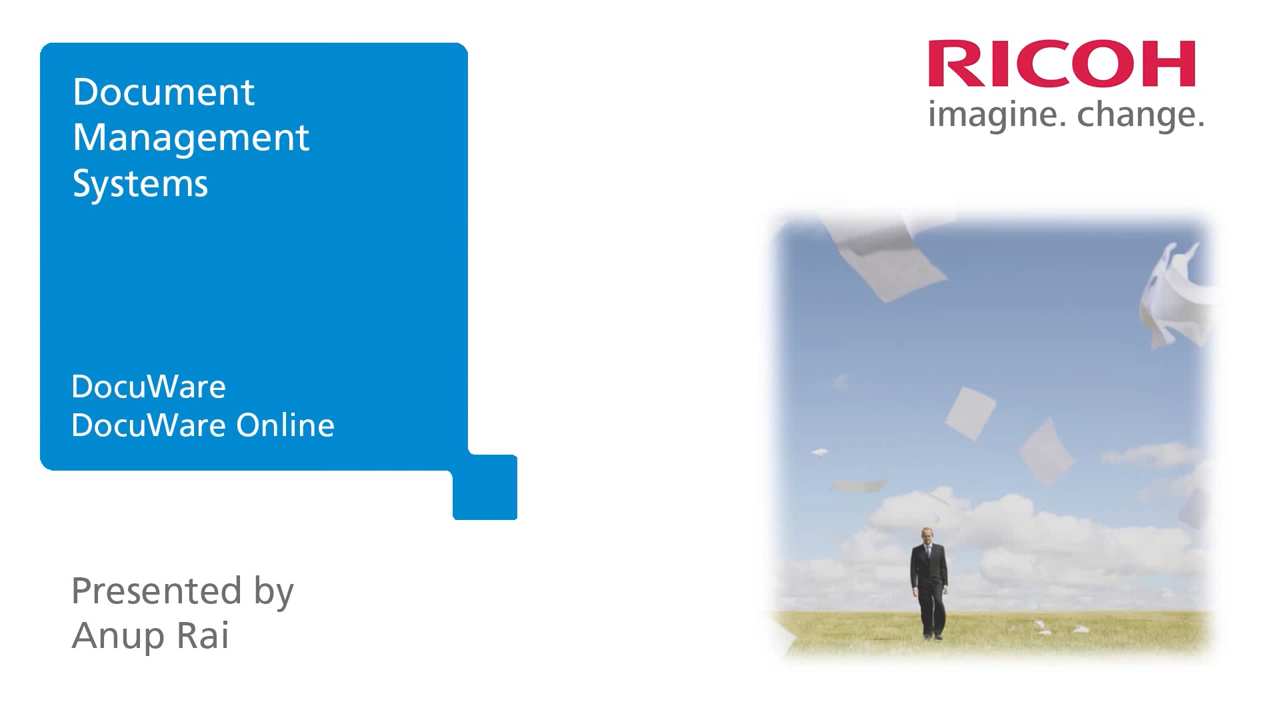 Document
Management
Systems
DocuWare
DocuWare Online
Presented by
Anup Rai
RICOH
imagine. change.